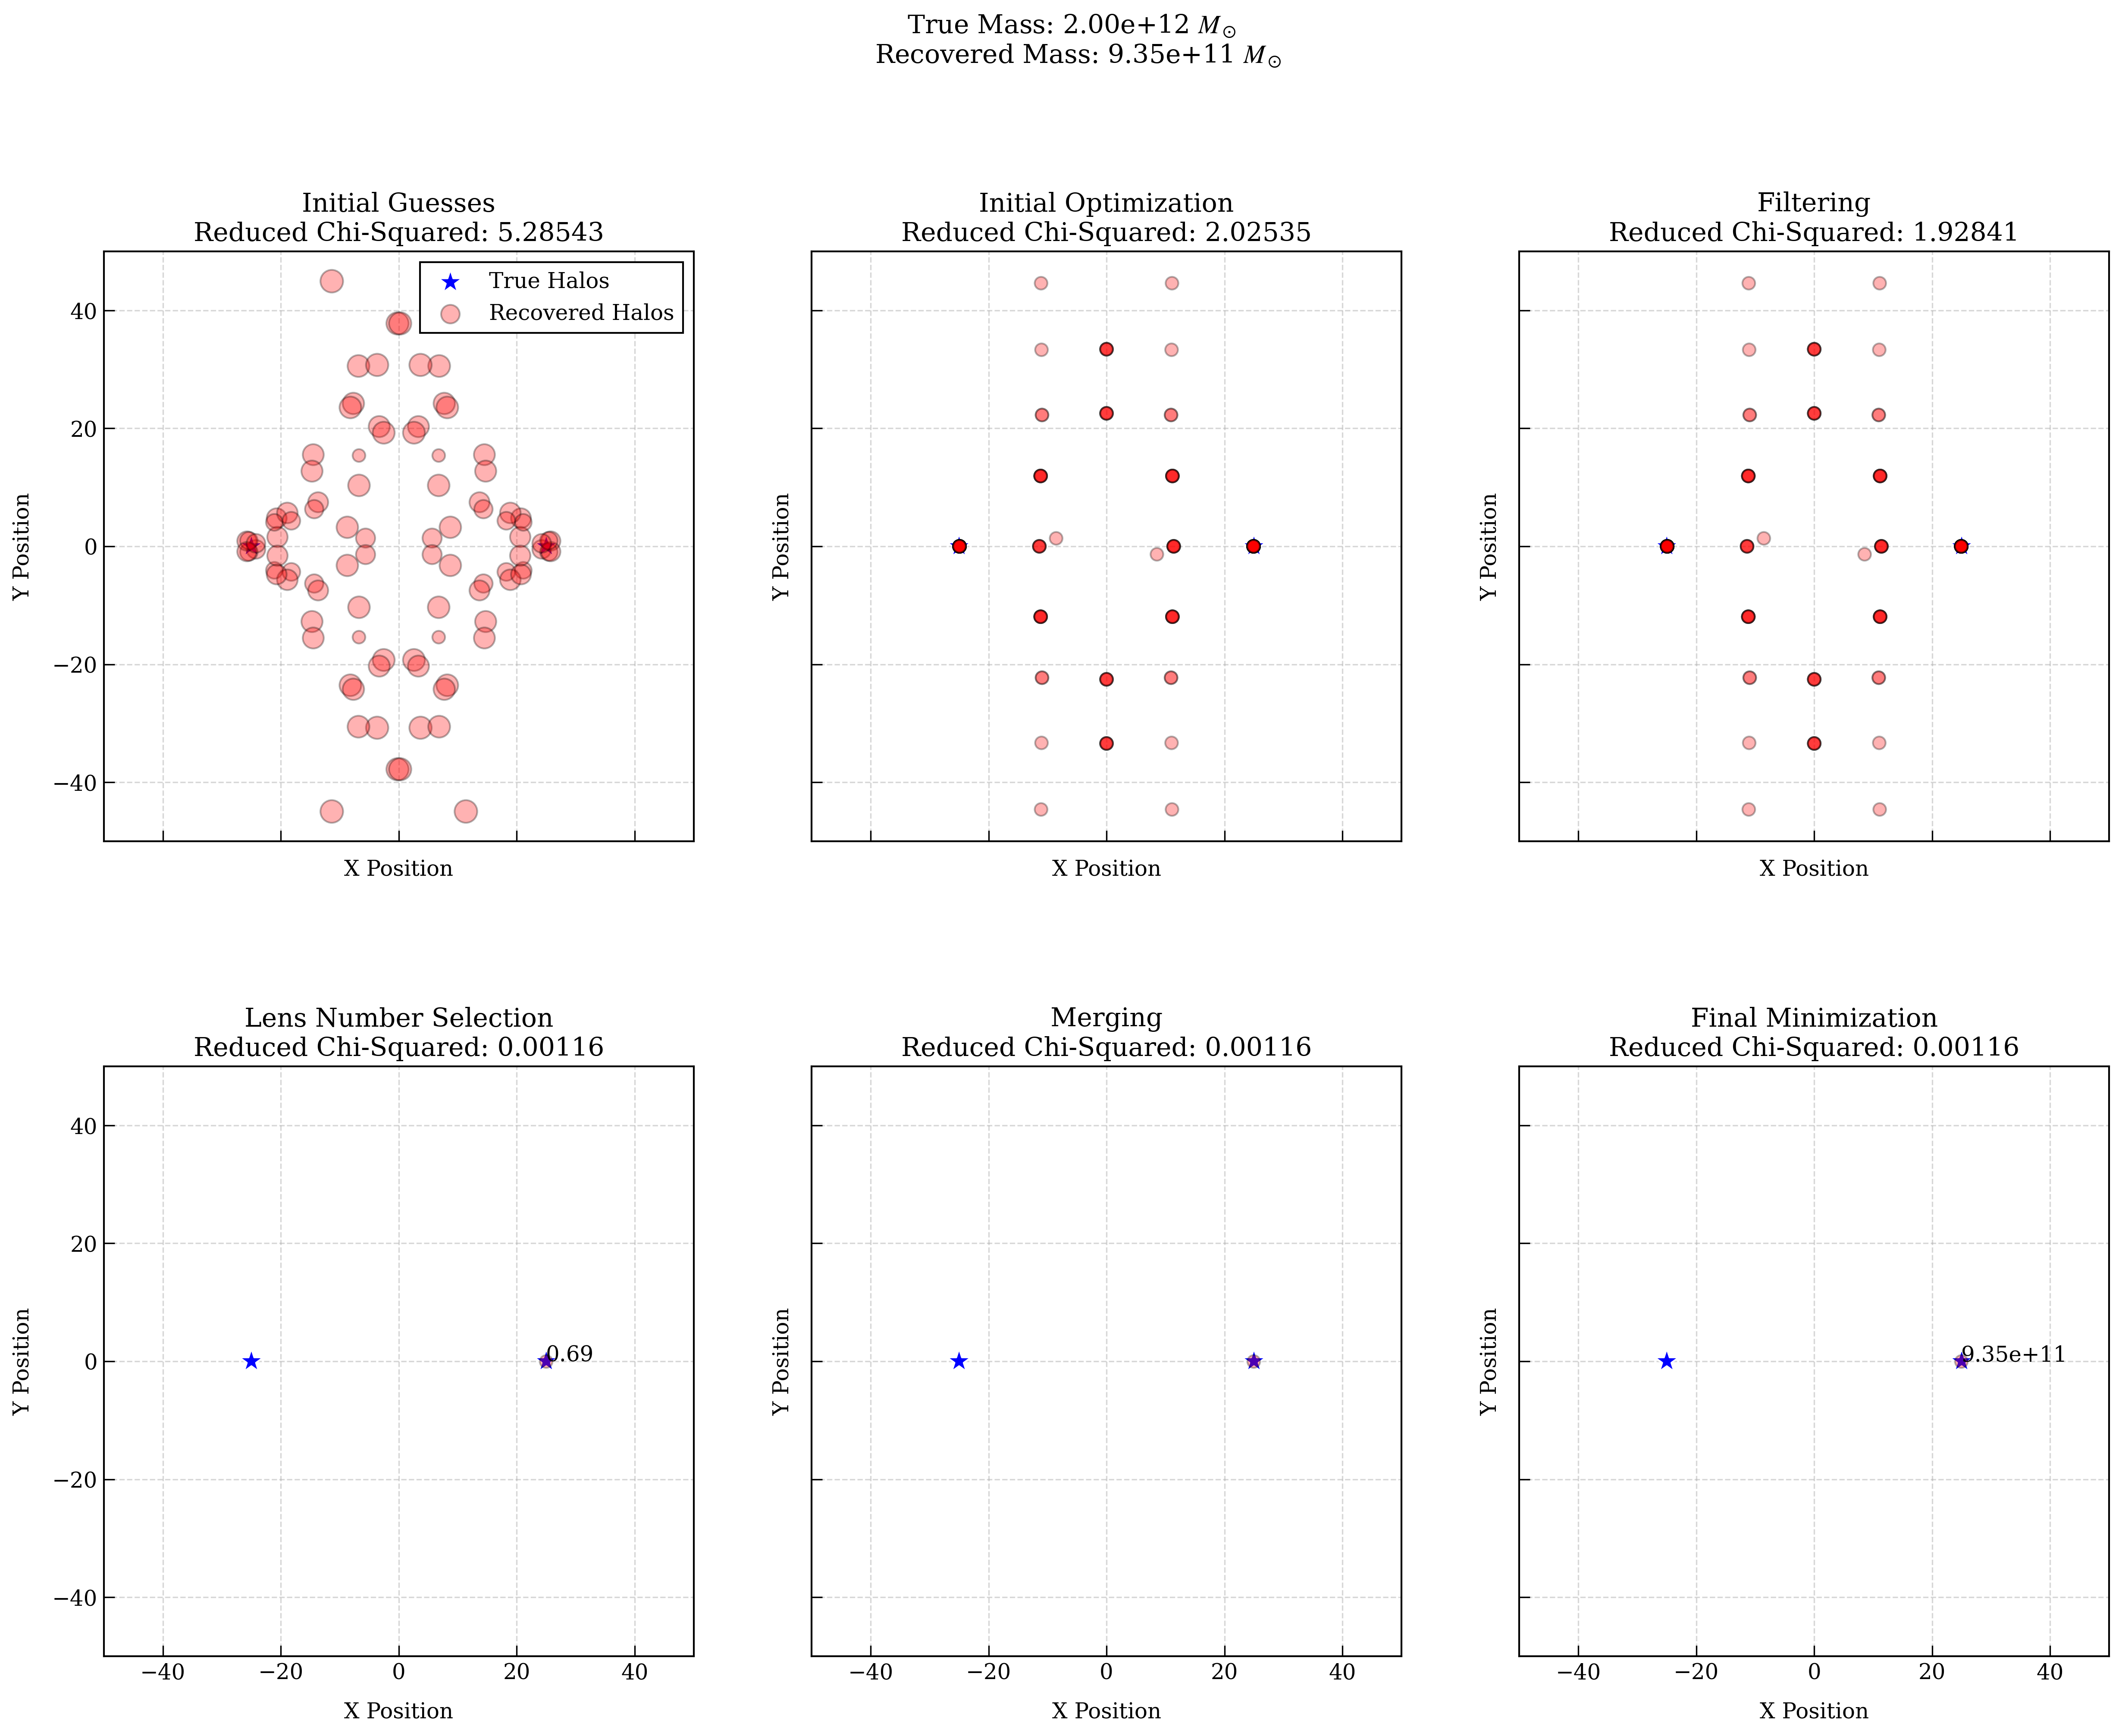 True Mass: 2.00e+12 M⊙
Recovered Mass: 9.35e+11 M⊙
Initial Guesses
Reduced Chi-Squared: 5.28543
True Halos
Recovered Halos
40
20
0
−20
−40
Y Position
X Position
Initial Optimization
Reduced Chi-Squared: 2.02535
Y Position
X Position
Filtering
Reduced Chi-Squared: 1.92841
Y Position
X Position
Lens Number Selection
Reduced Chi-Squared: 0.00116
0.69
40
20
0
−20
−40
Y Position
−40 −20 0 20 40
X Position
Merging
Reduced Chi-Squared: 0.00116
Y Position
−40 −20 0 20 40
X Position
Final Minimization
Reduced Chi-Squared: 0.00116
9.35e+11
Y Position
−40 −20 0 20 40
X Position